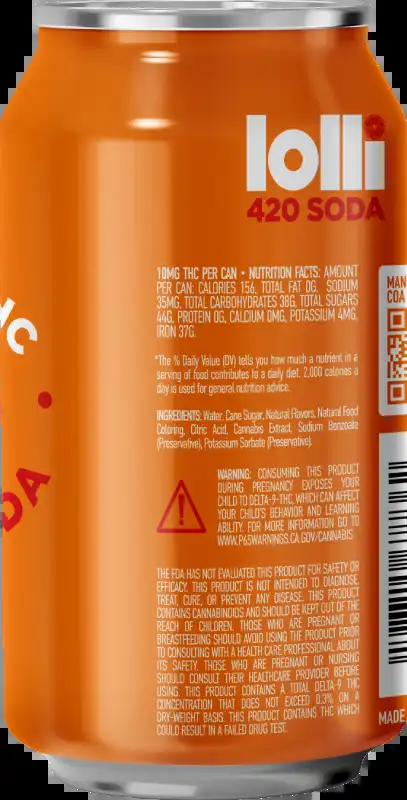 lolli
420 SODA
10MG THC PER CAN • NUTRITION FACTS: AMOUNT
PER CAN: CALORIES 156, TOTAL FAT 0G, SODIUM
35MG, TOTAL CARBOHYDRATES 38G, TOTAL SUGARS
44G, PROTEIN 0G, CALCIUM 0MG, POTASSIUM 4MG,
IRON 37G.
*The % Daily Value (DV) tells you how much a nutrient in a
serving of food contributes to a daily diet. 2,000 calories a
day is used for general nutrition advice.
INGREDIENTS: Water, Cane Sugar, Natural Flavors, Natural Food
Coloring, Citric Acid, Cannabis Extract, Sodium Benzoate
(Preservative), Potassium Sorbate (Preservative).
WARNING: CONSUMING THIS PRODUCT
DURING PREGNANCY EXPOSES YOUR
CHILD TO DELTA-9-THC, WHICH CAN AFFECT
YOUR CHILD'S BEHAVIOR AND LEARNING
ABILITY. FOR MORE INFORMATION GO TO
WWW.P65WARNINGS.CA.GOV/CANNABIS
THE FDA HAS NOT EVALUATED THIS PRODUCT FOR SAFETY OR
EFFICACY. THIS PRODUCT IS NOT INTENDED TO DIAGNOSE,
TREAT, CURE, OR PREVENT ANY DISEASE. THIS PRODUCT
CONTAINS CANNABINOIDS AND SHOULD BE KEPT OUT OF THE
REACH OF CHILDREN. THOSE WHO ARE PREGNANT OR
BREASTFEEDING SHOULD AVOID USING THE PRODUCT PRIOR
TO CONSULTING WITH A HEALTH CARE PROFESSIONAL ABOUT
ITS SAFETY. THOSE WHO ARE PREGNANT OR NURSING
SHOULD CONSULT THEIR HEALTHCARE PROVIDER BEFORE
USING. THIS PRODUCT CONTAINS A TOTAL DELTA-9 THC
CONCENTRATION THAT DOES NOT EXCEED 0.3% ON A
DRY-WEIGHT BASIS. THIS PRODUCT CONTAINS THC WHICH
COULD RESULT IN A FAILED DRUG TEST.
MAN
COA
MADE
HC
DA